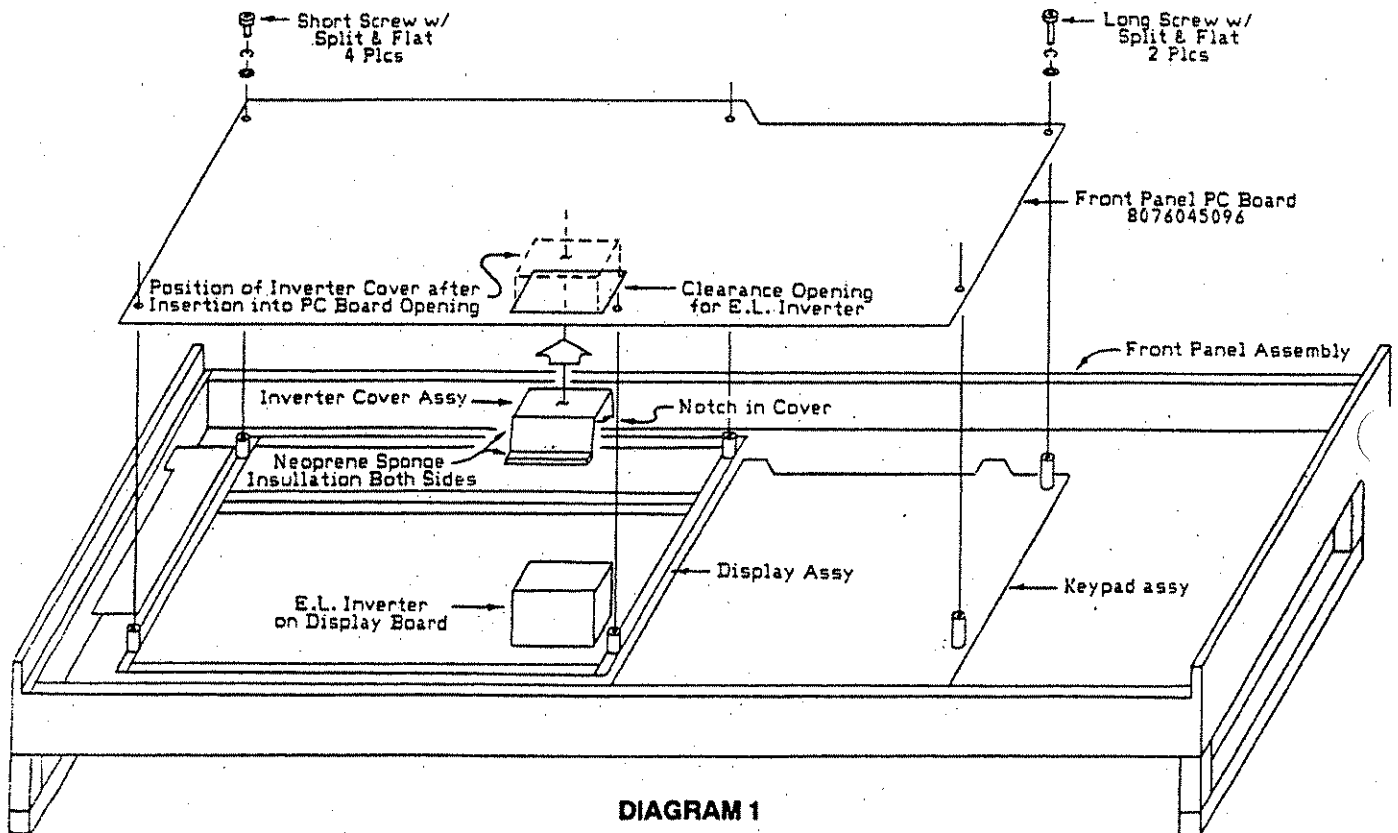 Short Screw w/
Split & Flat
4 Plcs
Long Screw w/
Split & Flat
2 Plcs
Front Panel PC Board
8076045096
Position of Inverter Cover after
Insertion into PC Board Opening
Clearance Opening
for E.L. Inverter
Front Panel Assembly
Inverter Cover Assy
Notch in Cover
Neoprene Sponge
Insullation Both Sides
Display Assy
Keypad assy
E.L. Inverter
on Display Board
DIAGRAM 1